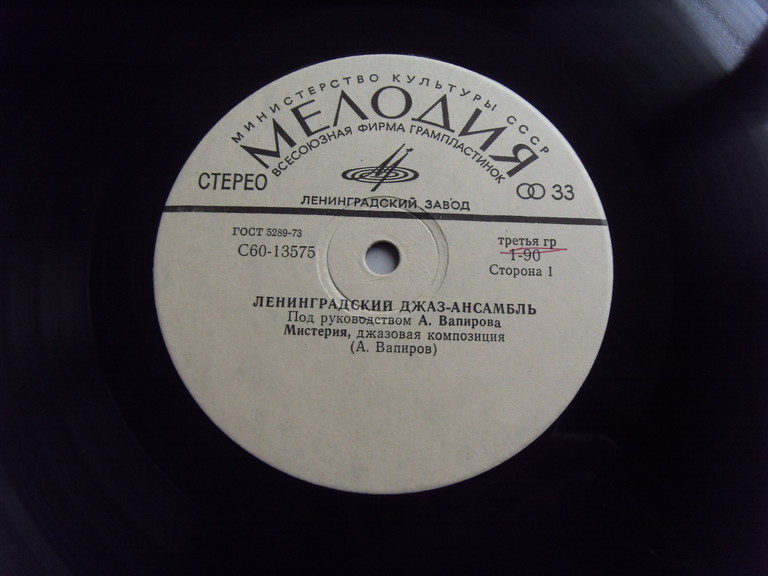 МИНИСТЕРСТВО КУЛЬТУРЫ СССР
МЕЛОДИЯ
ВСЕСОЮЗНАЯ ФИРМА ГРАМПЛАСТИНОК
СТЕРЕО
33
ЛЕНИНГРАДСКИЙ ЗАВОД
ГОСТ 5289-73
С60-13575
третья гр
1-90
Сторона 1
ЛЕНИНГРАДСКИЙ ДЖАЗ-АНСАМБЛЬ
Под руководством А. Вапирова
Мистерия, джазовая композиция
(А. Вапиров)